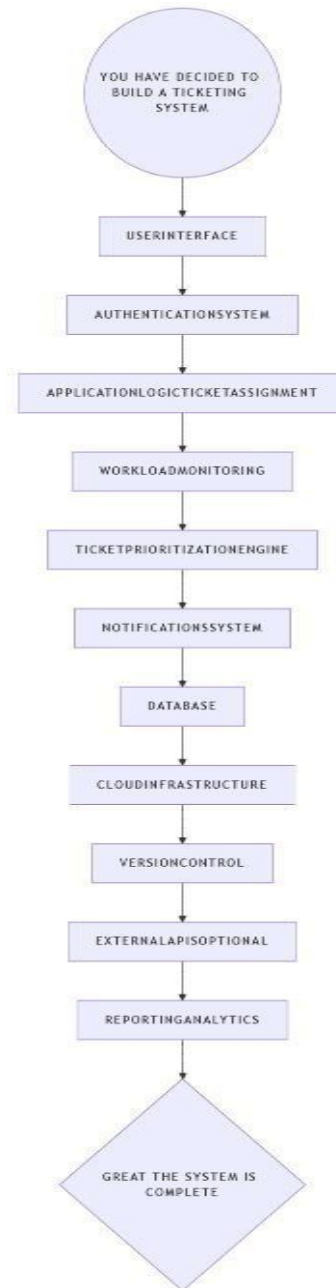 YOU HAVE DECIDED TO
BUILD A TICKETING
SYSTEM
USERINTERFACE
AUTHENTICATIONSYSTEM
APPLICATIONLOGICTICKETASSIGNMENT
WORKLOADMONITORING
TICKETPRIORITIZATIONENGINE
NOTIFICATIONSSYSTEM
DATABASE
CLOUDINFRASTRUCTURE
VERSIONCONTROL
EXTERNALAPISOPTIONAL
REPORTINGANALYTICS
GREAT THE SYSTEM IS
COMPLETE